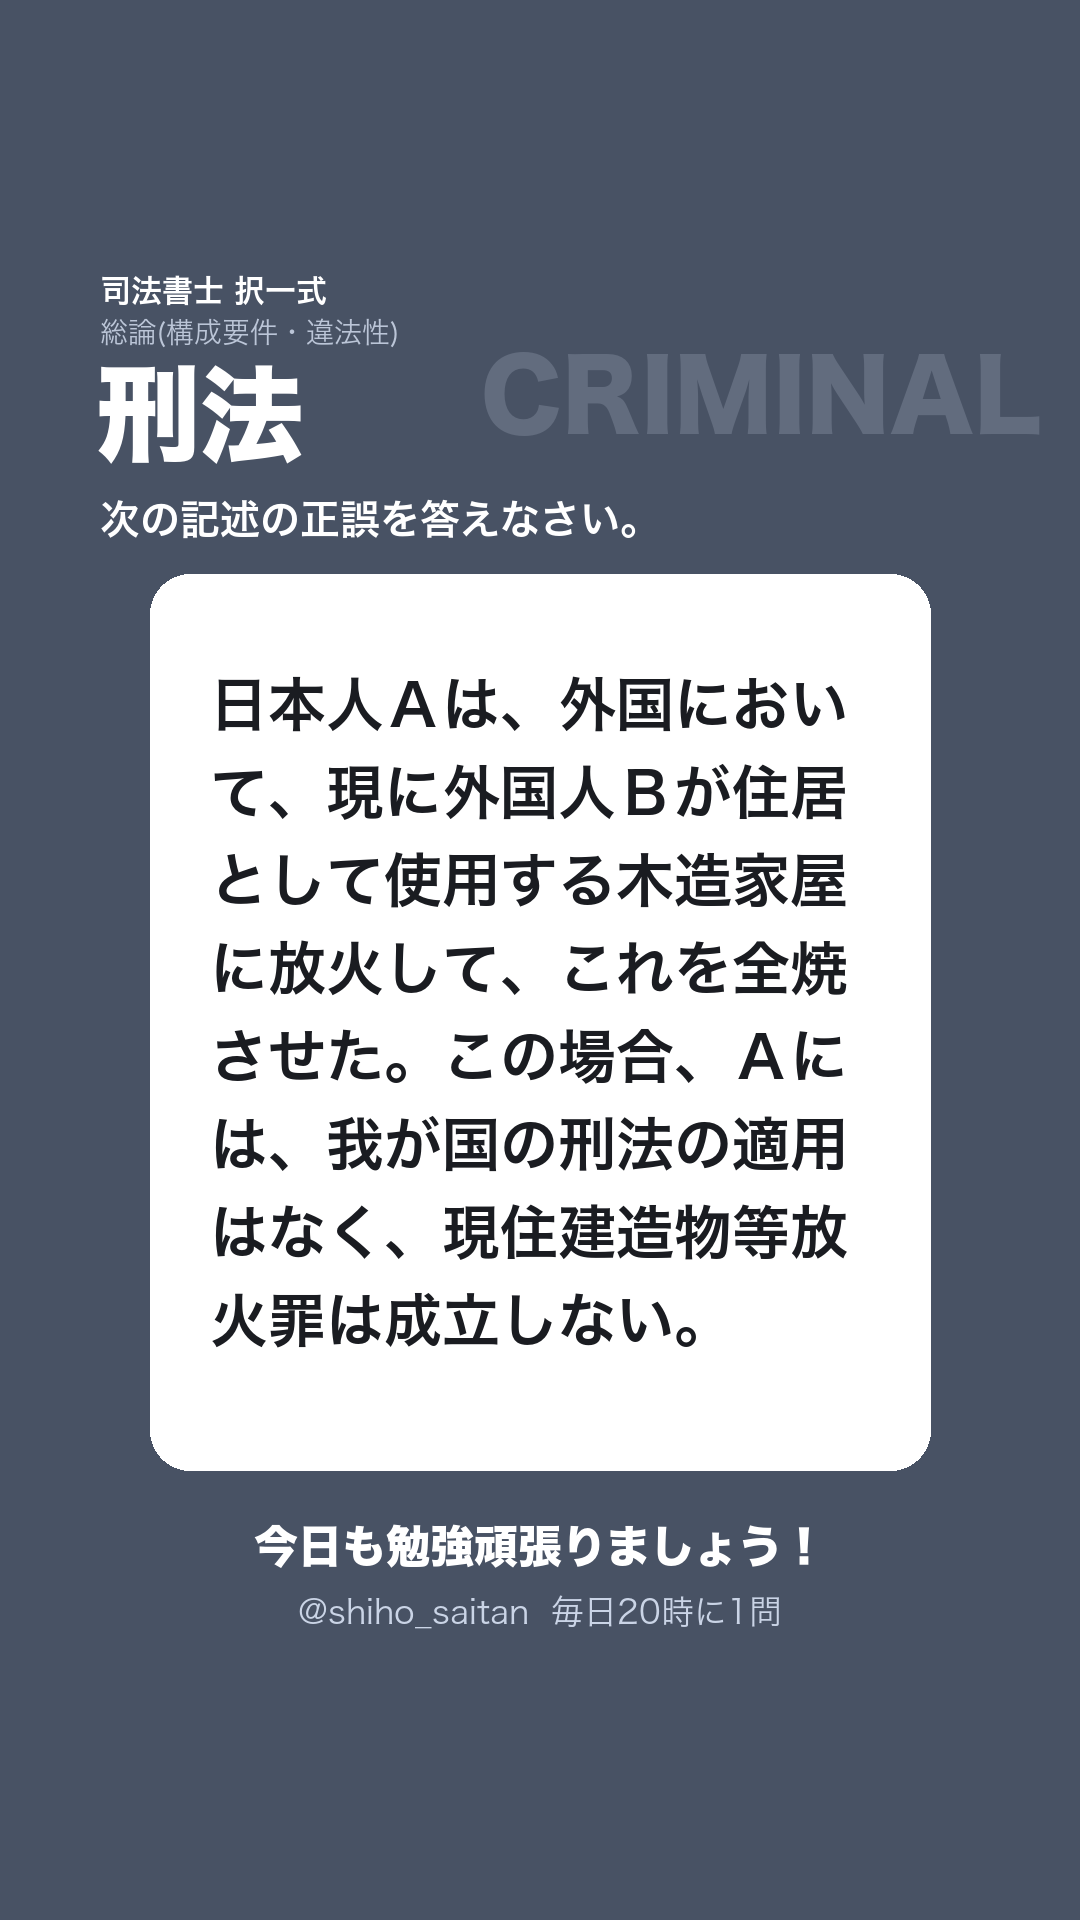 司法書士 択一式
総論(構成要件・違法性)
刑法
CRIMINAL
次の記述の正誤を答えなさい。
日本人Ａは、外国におい
て、現に外国人Ｂが住居
として使用する木造家屋
に放火して、これを全焼
させた。この場合、Ａに
は、我が国の刑法の適用
はなく、現住建造物等放
火罪は成立しない。
今日も勉強頑張りましょう！
@shiho_saitan 毎日20時に1問